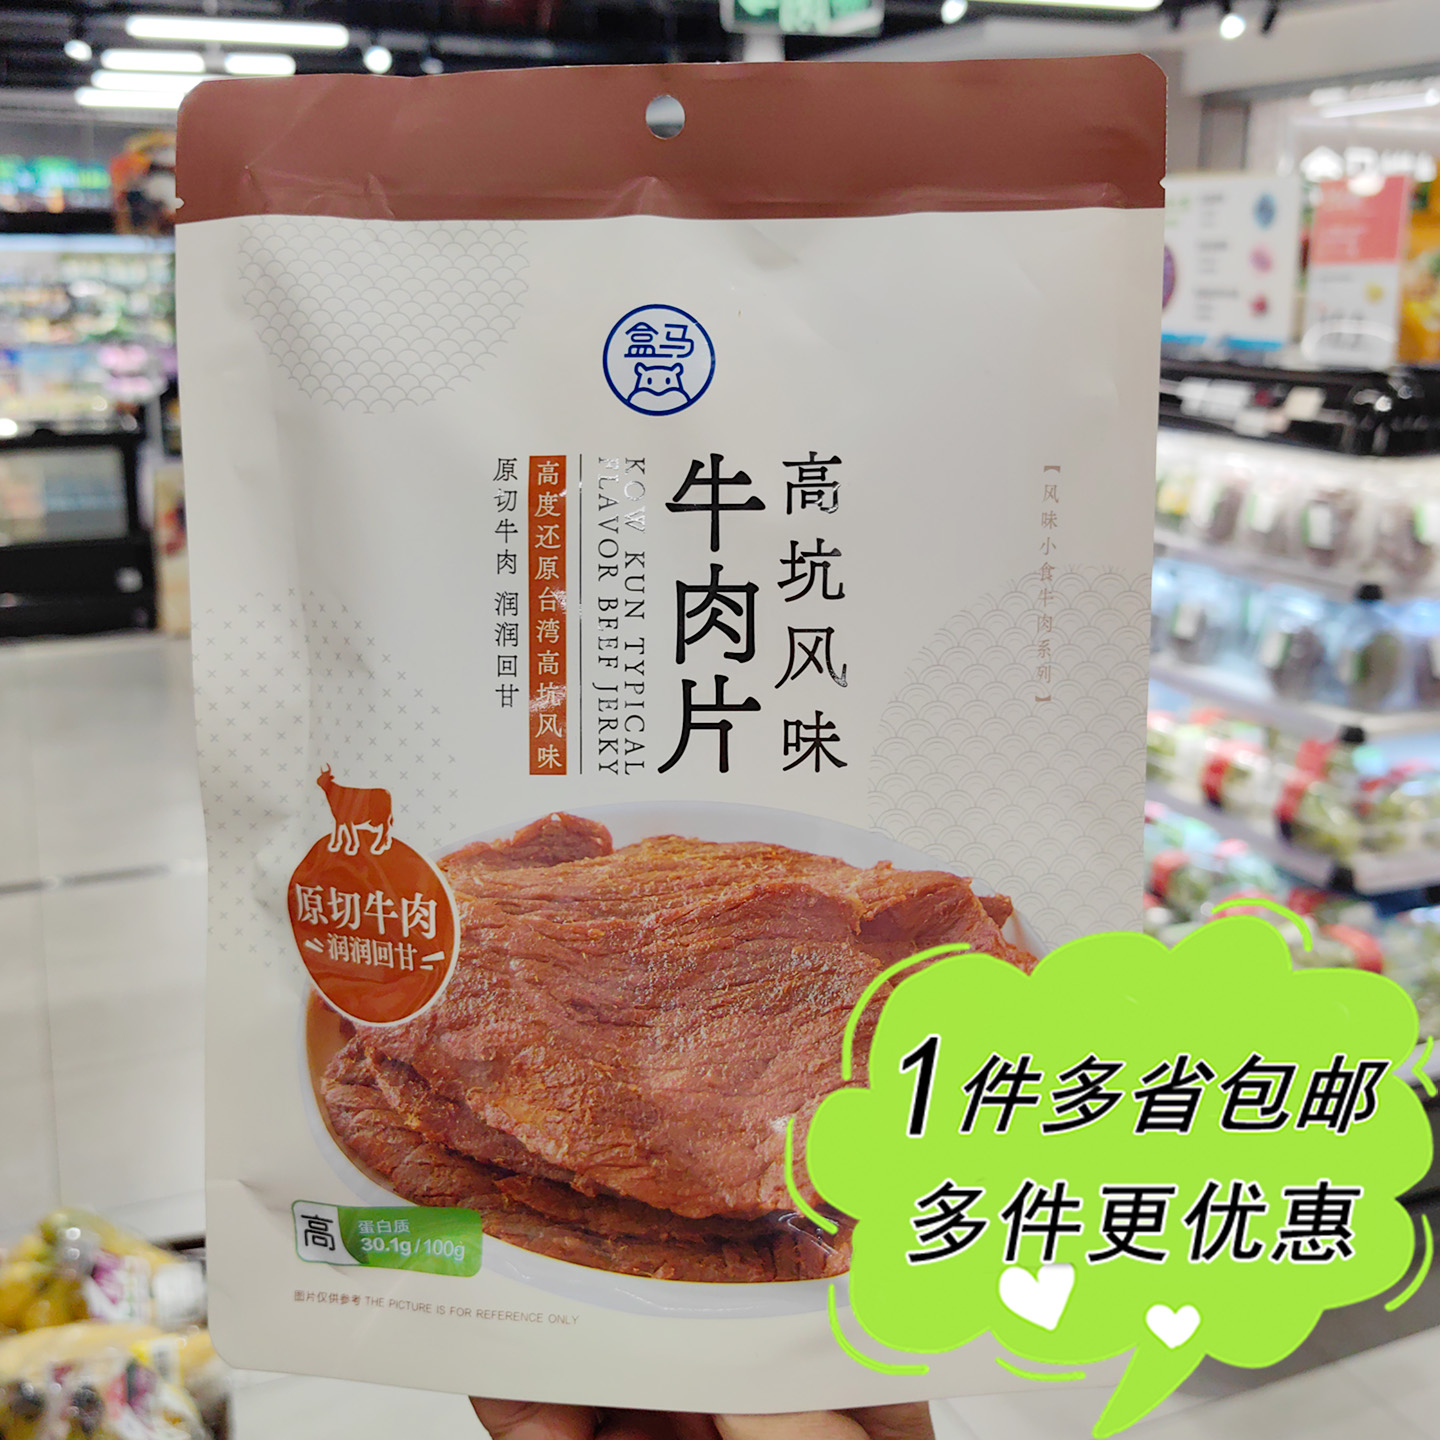 盒马
高坑风味
牛肉片
KOW KUN TYPICAL
FLAVOR BEEF JERKY
高度还原台湾高坑风味
原切牛肉 润润回甘
【风味小食牛肉系列】
原切牛肉
润润回甘
高
蛋白质
30.1g/100g
图片仅供参考 THE PICTURE IS FOR REFERENCE ONLY
1件多省包邮
多件更优惠